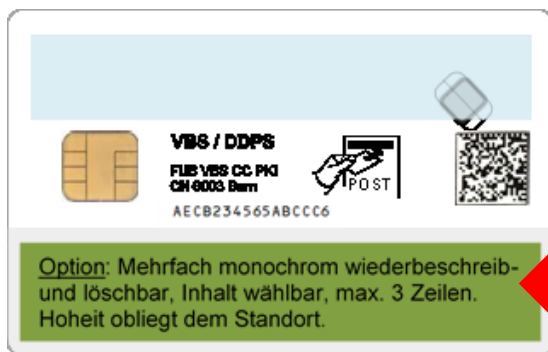 VBS / DDPS
FUB VBS CC PKI
CH 6003 Bern
POST
AECB234565ABCCC6
Option: Mehrfach monochrom wiederbeschreib-
und löschbar, Inhalt wählbar, max. 3 Zeilen.
Hoheit obliegt dem Standort.